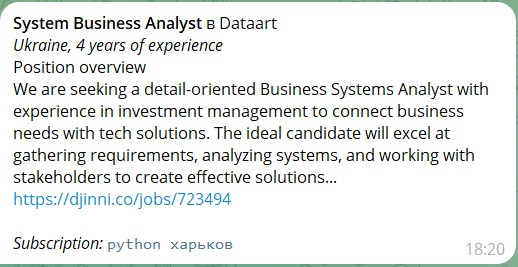 System Business Analyst в Dataart
Ukraine, 4 years of experience
Position overview
We are seeking a detail-oriented Business Systems Analyst with
experience in investment management to connect business
needs with tech solutions. The ideal candidate will excel at
gathering requirements, analyzing systems, and working with
stakeholders to create effective solutions...
https://djinni.co/jobs/723494
Subscription: python харьков
18:20